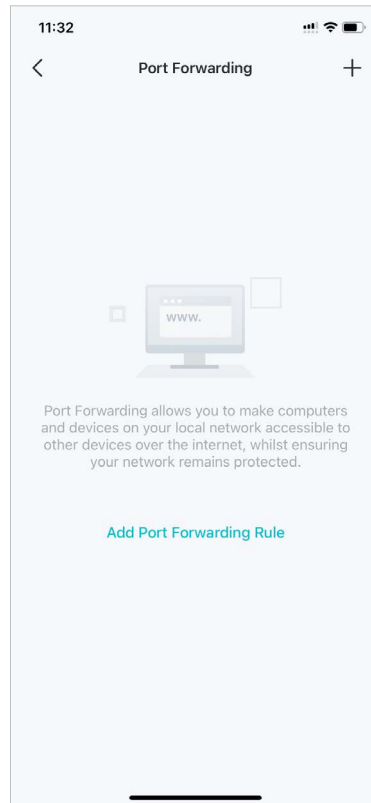 11:32
Port Forwarding
www.
Port Forwarding allows you to make computers
and devices on your local network accessible to
other devices over the internet, whilst ensuring
your network remains protected.
Add Port Forwarding Rule